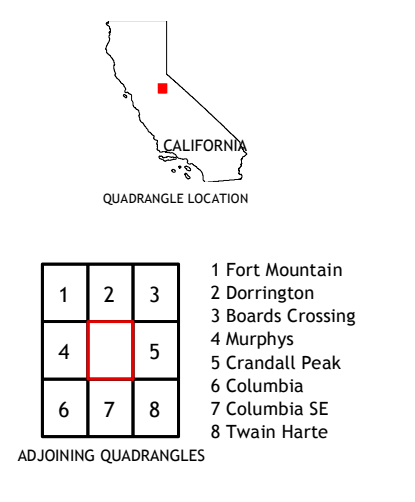 CALIFORNIA
QUADRANGLE LOCATION
1 2 3
4 5
6 7 8
1 Fort Mountain
2 Dorrington
3 Boards Crossing
4 Murphys
5 Crandall Peak
6 Columbia
7 Columbia SE
8 Twain Harte
ADJOINING QUADRANGLES